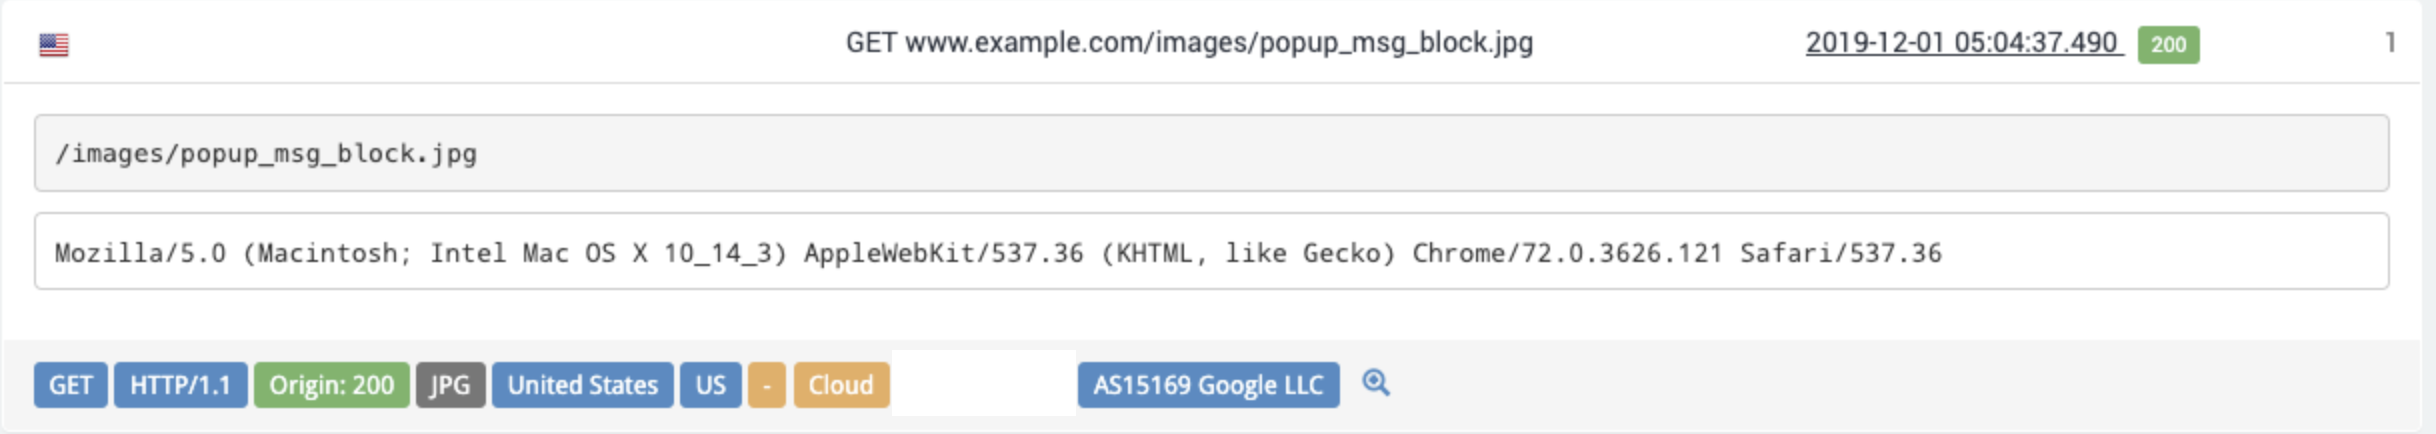 GET www.example.com/images/popup_msg_block.jpg 2019-12-01 05:04:37.490 200 1
/images/popup_msg_block.jpg
Mozilla/5.0 (Macintosh; Intel Mac OS X 10_14_3) AppleWebKit/537.36 (KHTML, like Gecko) Chrome/72.0.3626.121 Safari/537.36
GET HTTP/1.1 Origin: 200 JPG United States US - Cloud AS15169 Google LLC